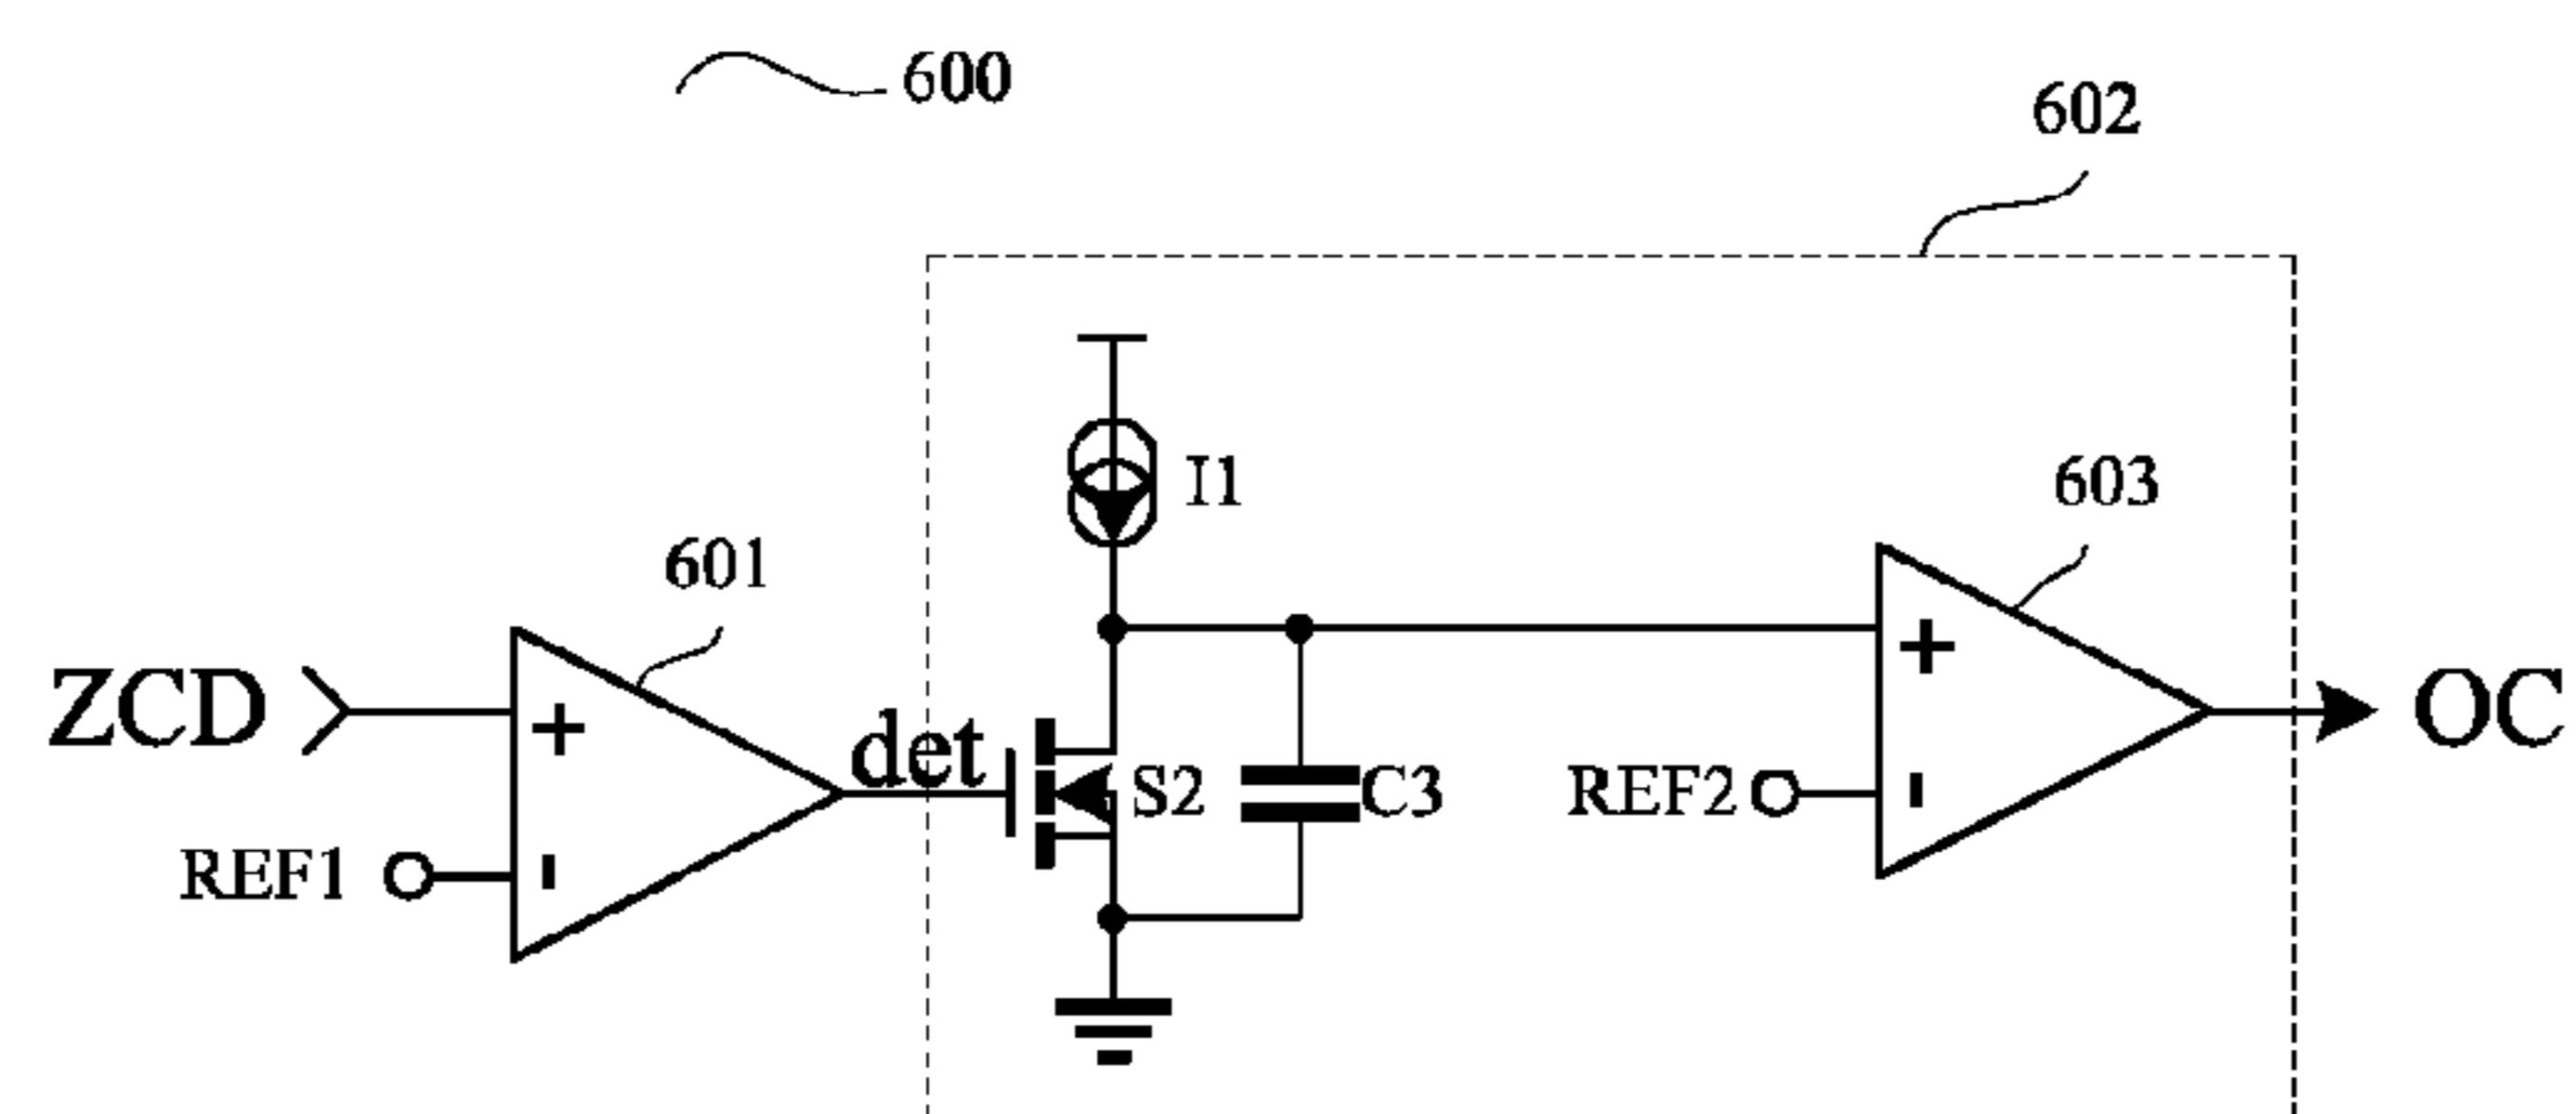 600
602
I1
603
601
ZCD
+
det
S2
C3
+
REF2
-
OC
REF1
-